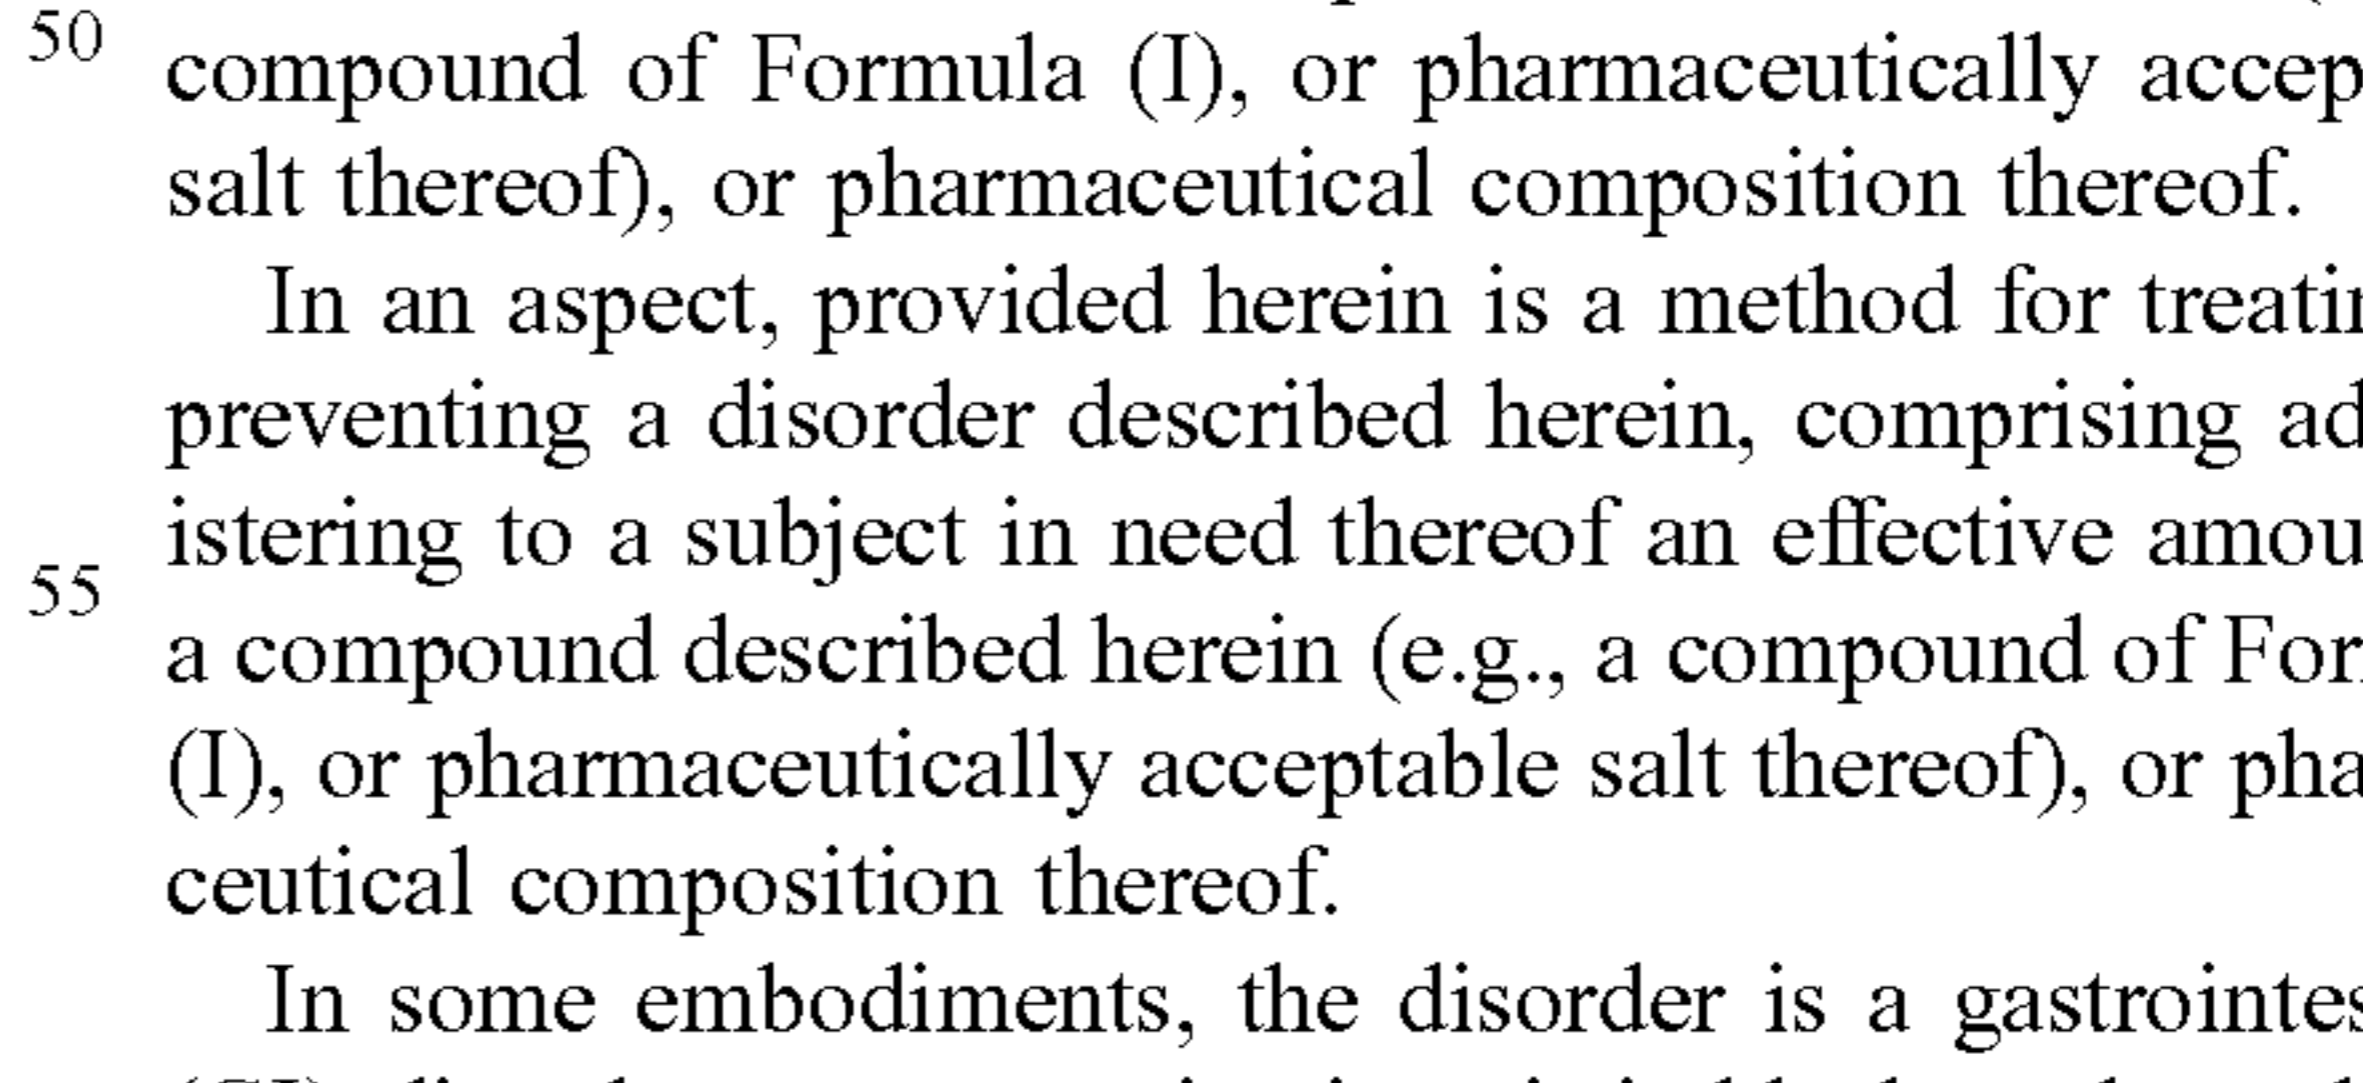 50
compound of Formula (I), or pharmaceutically accep
salt thereof), or pharmaceutical composition thereof.
In an aspect, provided herein is a method for treatin
preventing a disorder described herein, comprising ad
istering to a subject in need thereof an effective amou
55
a compound described herein (e.g., a compound of For
(I), or pharmaceutically acceptable salt thereof), or pha
ceutical composition thereof.
In some embodiments, the disorder is a gastrointes